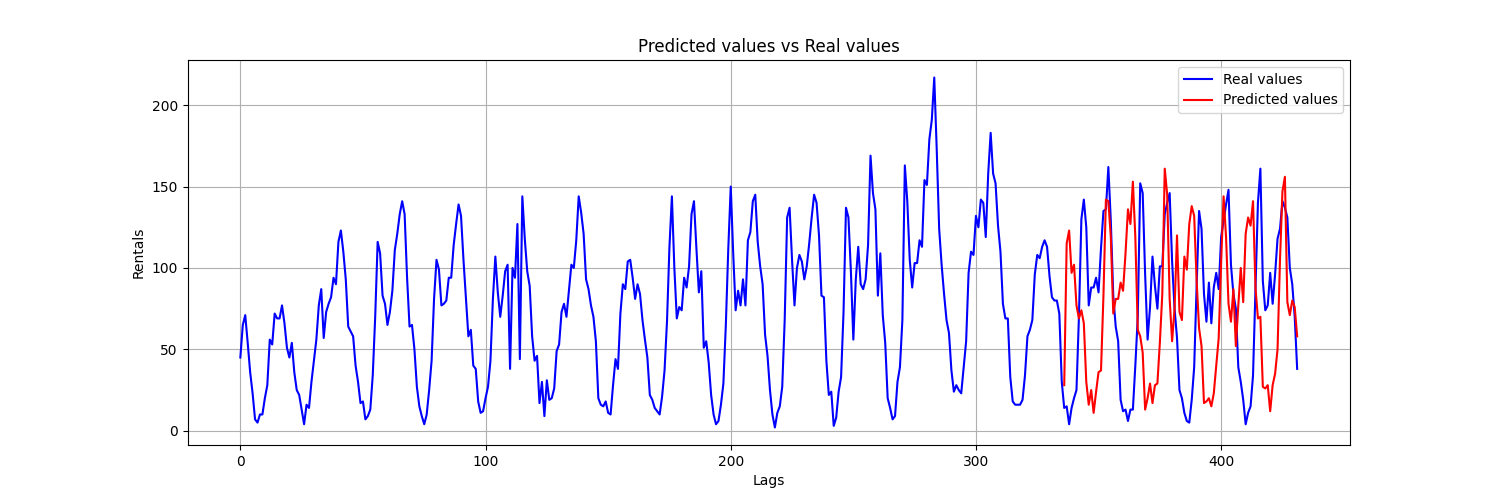 Predicted values vs Real values
Real values
Predicted values
200
150
100
50
0
Rentals
0 100 200 300 400
Lags